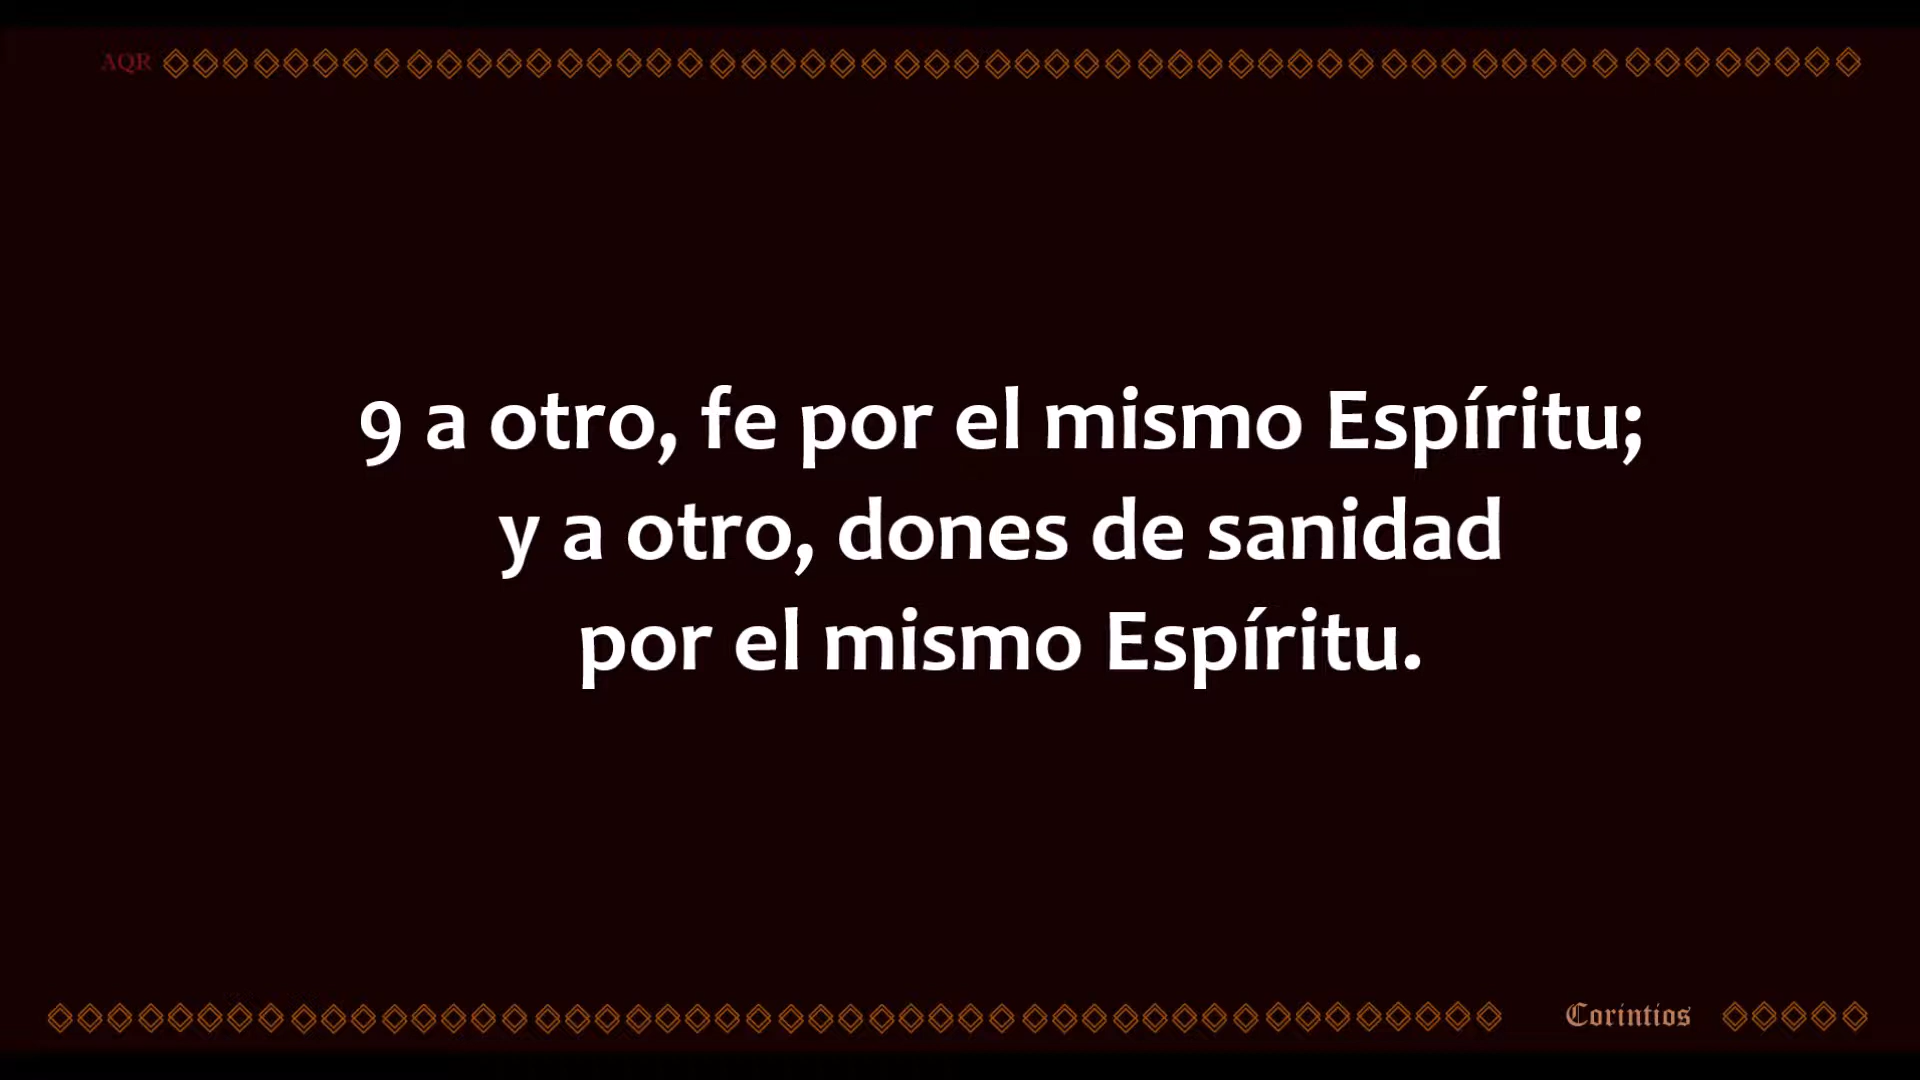 AQR
9 a otro, fe por el mismo Espíritu;
y a otro, dones de sanidad
por el mismo Espíritu.
Corintios